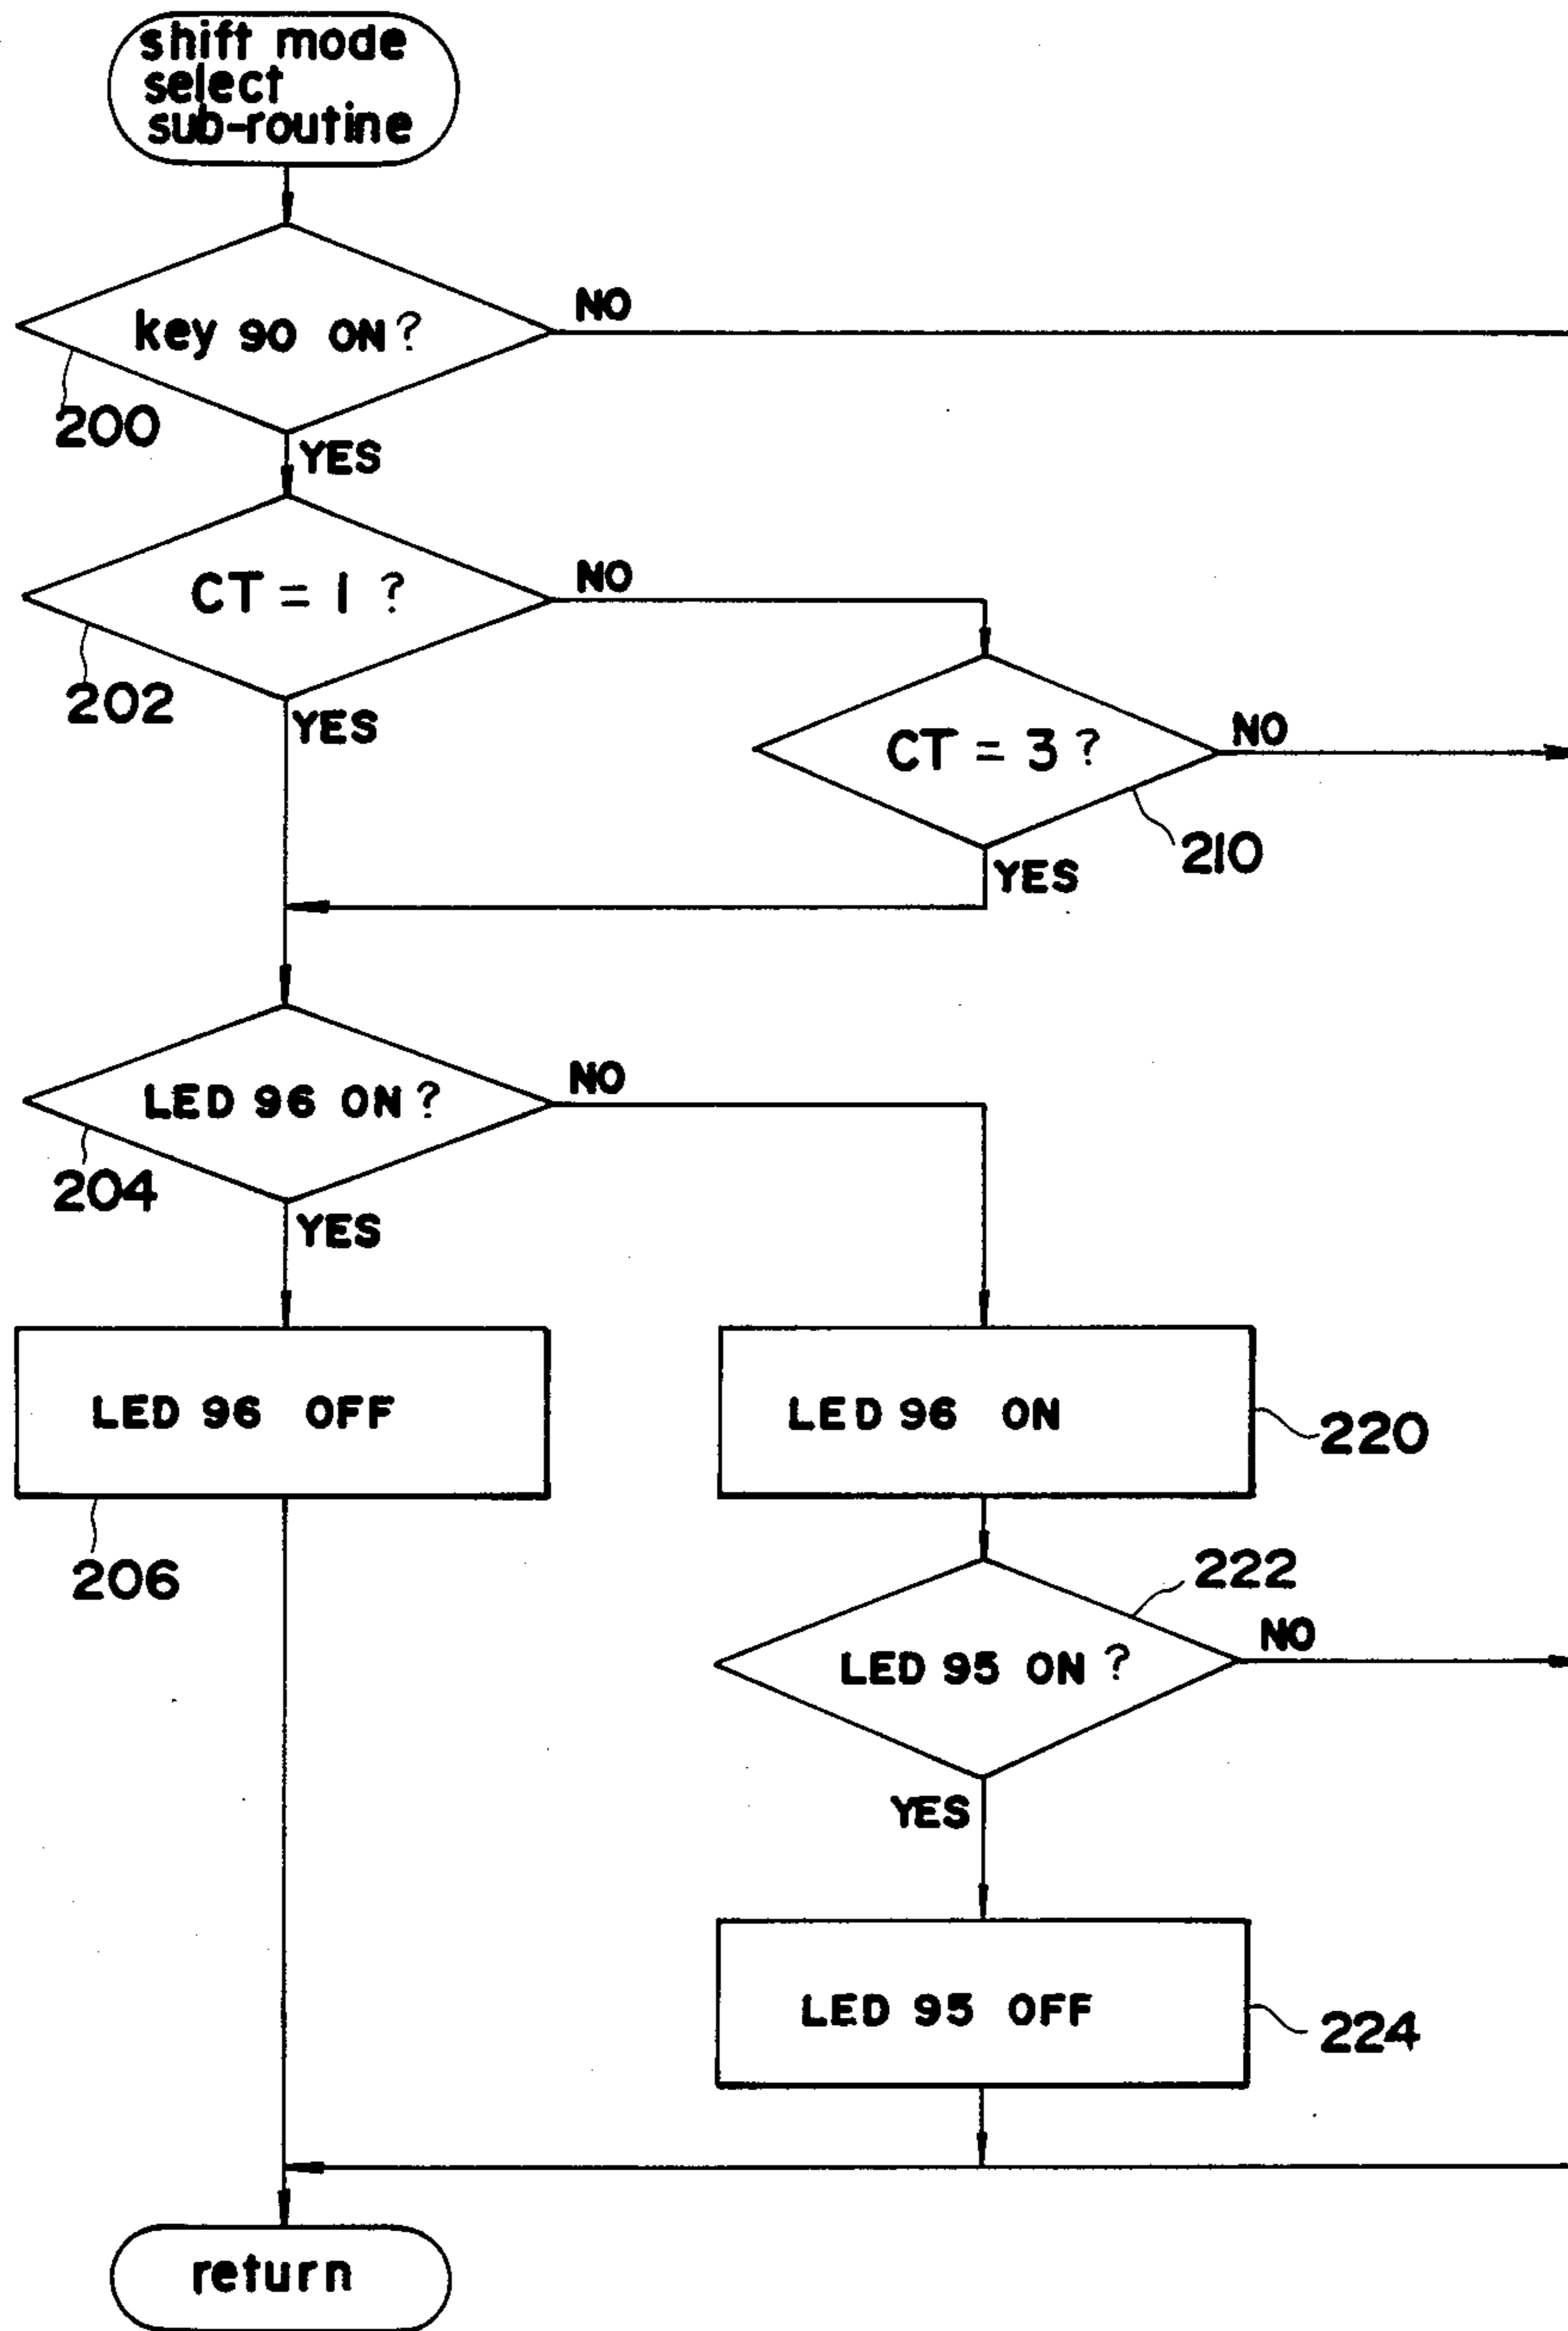 shift mode
select
sub-routine
key 90 ON?
NO
200
YES
CT = 1 ?
NO
202
YES
CT = 3 ?
NO
210
YES
LED 96 ON?
NO
204
YES
LED 96 OFF
LED 96 ON
220
206
222
LED 95 ON ?
NO
YES
LED 95 OFF
224
return